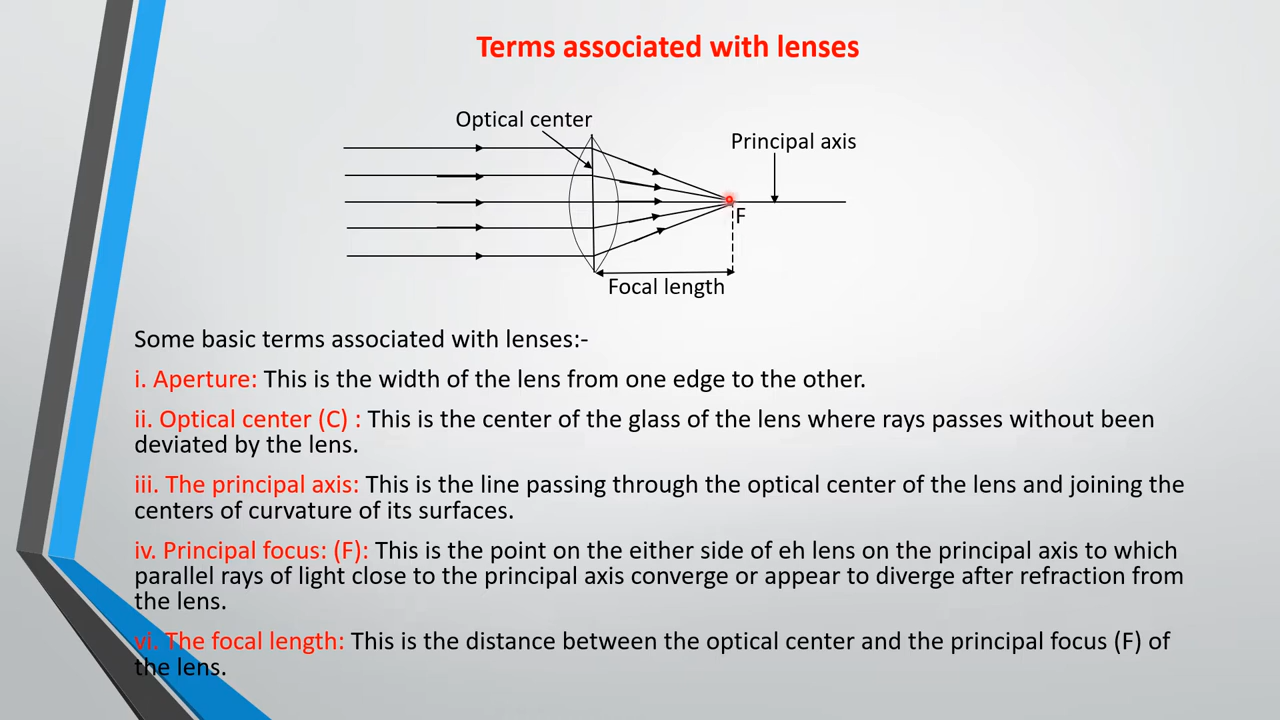 Terms associated with lenses
Optical center
Principal axis
F
Focal length
Some basic terms associated with lenses:-
i. Aperture: This is the width of the lens from one edge to the other.
ii. Optical center (C) : This is the center of the glass of the lens where rays passes without been
deviated by the lens.
iii. The principal axis: This is the line passing through the optical center of the lens and joining the
centers of curvature of its surfaces.
iv. Principal focus: (F): This is the point on the either side of eh lens on the principal axis to which
parallel rays of light close to the principal axis converge or appear to diverge after refraction from
the lens.
vi. The focal length: This is the distance between the optical center and the principal focus (F) of
the lens.